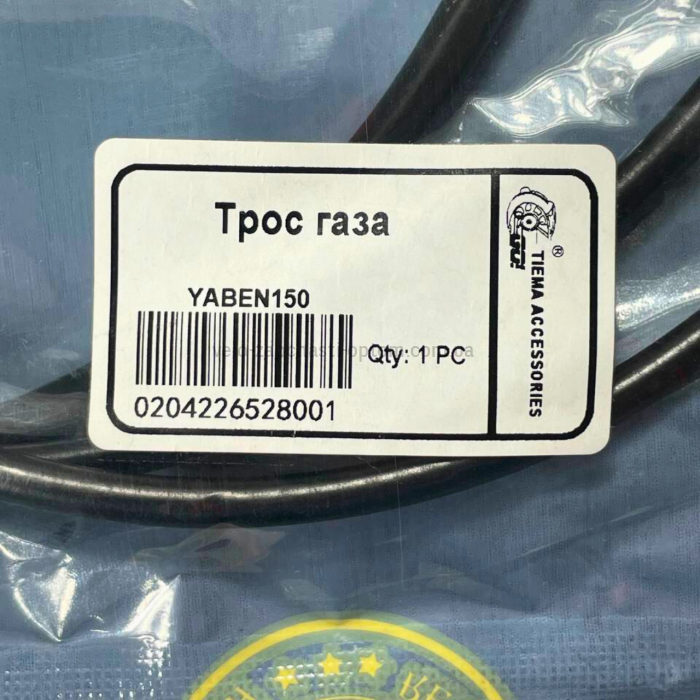 Трос газа
YABEN150
Qty: 1 PC
0204226528001
TIEMA ACCESSORIES
®